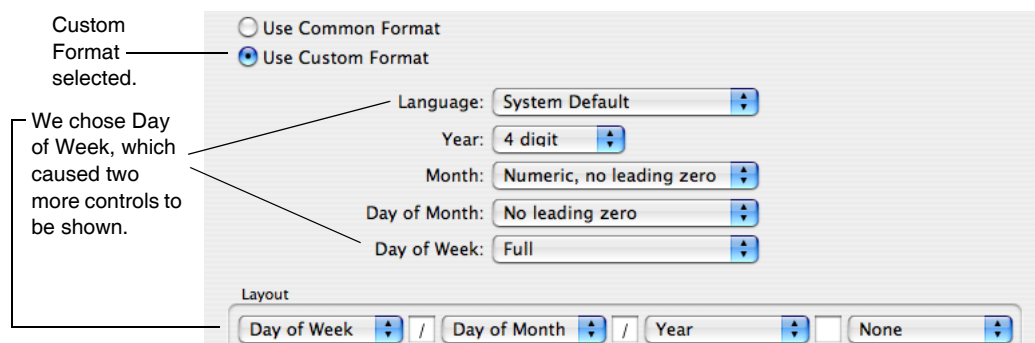 Custom
Format
selected.
We chose Day
of Week, which
caused two
more controls to
be shown.
Use Common Format
Use Custom Format
Language: System Default
Year: 4 digit
Month: Numeric, no leading zero
Day of Month: No leading zero
Day of Week: Full
Layout
Day of Week / Day of Month / Year None